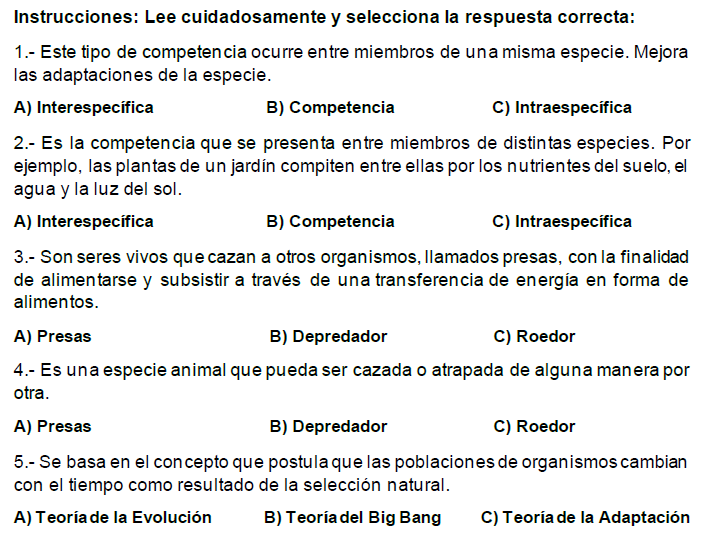 Instrucciones: Lee cuidadosamente y selecciona la respuesta correcta:
1.- Este tipo de competencia ocurre entre miembros de una misma especie. Mejora
las adaptaciones de la especie.
A) Interespecífica B) Competencia C) Intraespecífica
2.- Es la competencia que se presenta entre miembros de distintas especies. Por
ejemplo, las plantas de un jardín compiten entre ellas por los nutrientes del suelo, el
agua y la luz del sol.
A) Interespecífica B) Competencia C) Intraespecífica
3.- Son seres vivos que cazan a otros organismos, llamados presas, con la finalidad
de alimentarse y subsistir a través de una transferencia de energía en forma de
alimentos.
A) Presas B) Depredador C) Roedor
4.- Es una especie animal que pueda ser cazada o atrapada de alguna manera por
otra.
A) Presas B) Depredador C) Roedor
5.- Se basa en el concepto que postula que las poblaciones de organismos cambian
con el tiempo como resultado de la selección natural.
A) Teoría de la Evolución B) Teoría del Big Bang C) Teoría de la Adaptación